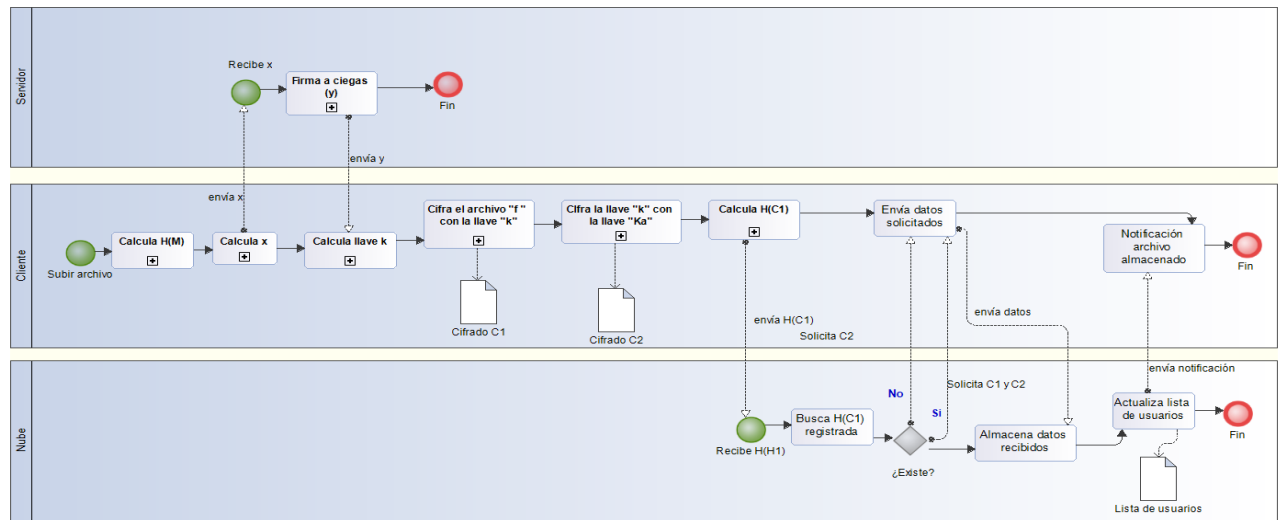 Servidor
Recibe x
Firma a ciegas
(y)
Fin
envía y
envía x
Cliente
Subir archivo
Calcula H(M)
Calcula x
Calcula llave k
Cifra el archivo "f"
con la llave "k"
Cifrado C1
CIfra la llave "k" con
la llave "Ka"
Cifrado C2
Calcula H(C1)
envía H(C1)
Solicita C2
Envía datos
solicitados
envía datos
Notificación
archivo
almacenado
Fin
Nube
Recibe H(H1)
Busca H(C1)
registrada
No
Si
Solicita C1 y C2
¿Existe?
Almacena datos
recibidos
envía notificación
Actualiza lista
de usuarios
Fin
Lista de usuarios